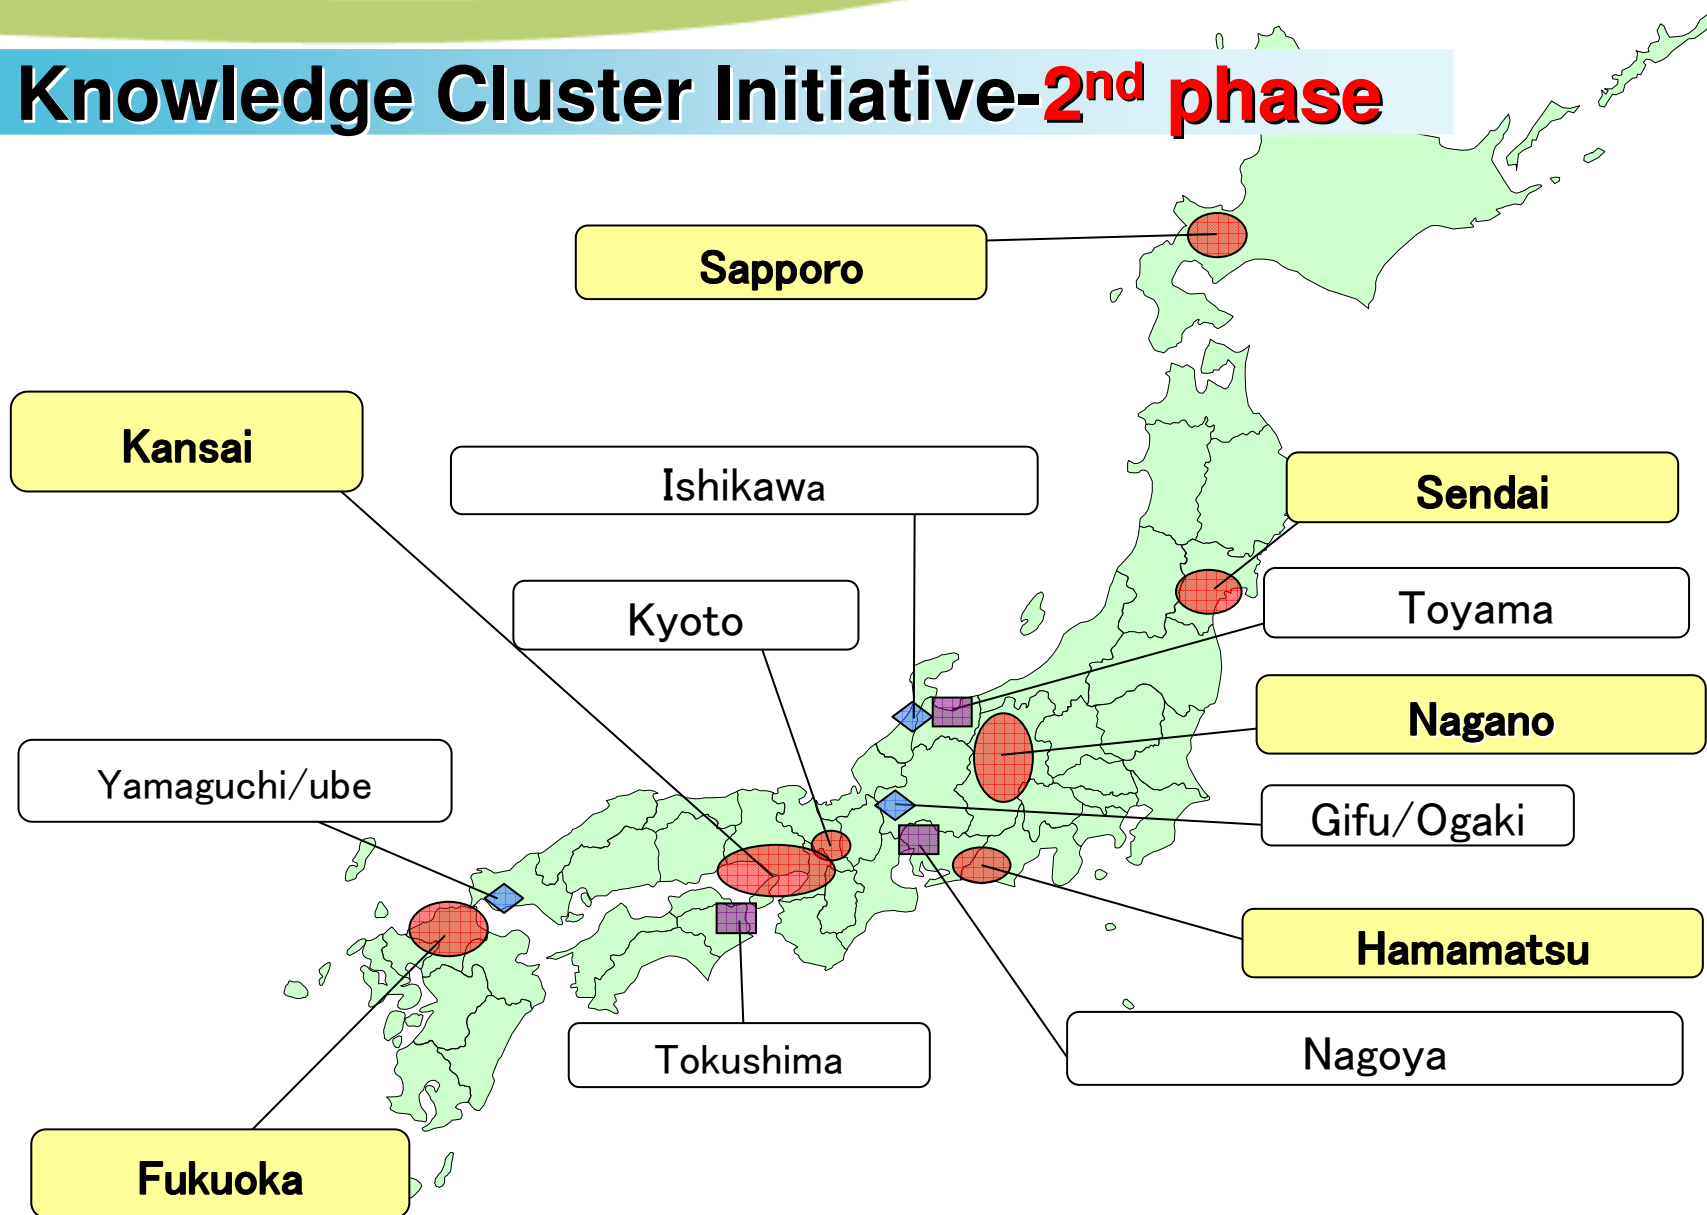 Knowledge Cluster Initiative-2nd phase
Sapporo
Kansai
Ishikawa
Sendai
Kyoto
Toyama
Nagano
Yamaguchi/ube
Gifu/Ogaki
Hamamatsu
Tokushima
Nagoya
Fukuoka